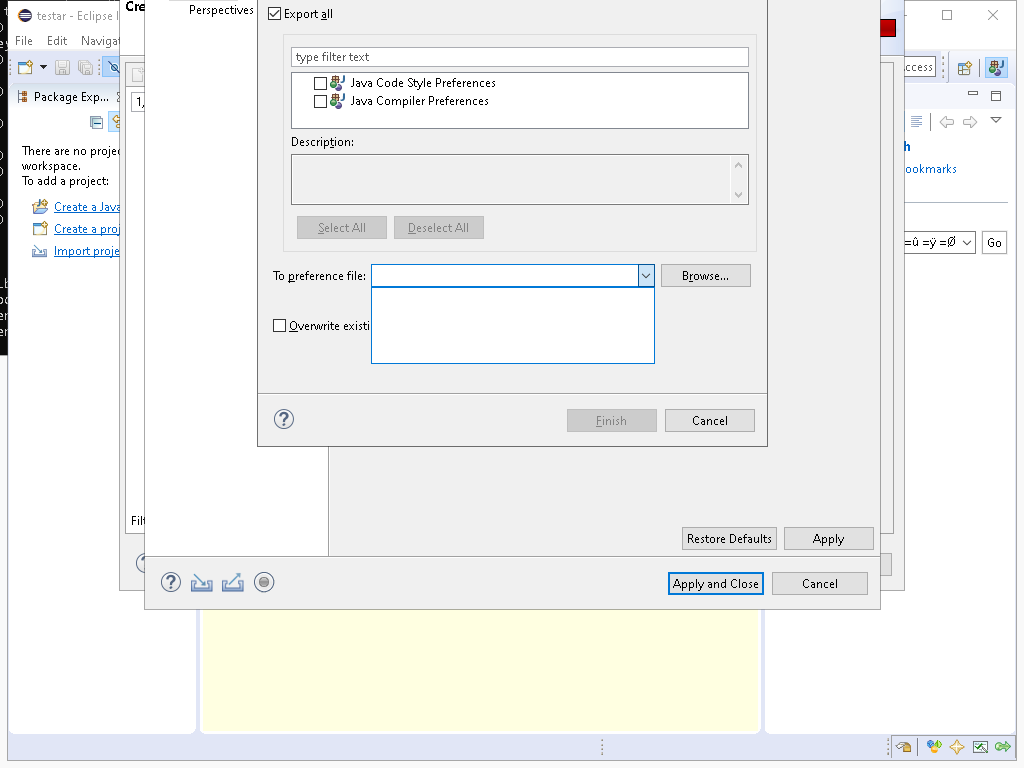 testar - Eclipse I
Cre
Perspectives
Export all
File Edit Navigat
type filter text
ccess
Java Code Style Preferences
Package Exp...
1,
Java Compiler Preferences
Description:
There are no projec
workspace.
To add a project:
h
ookmarks
Create a Java
Create a proj
Import proje
Select All
Deselect All
=û =ÿ =Ø
Go
To preference file:
Browse...
Overwrite existi
Finish
Cancel
Filt
Restore Defaults
Apply
Apply and Close
Cancel